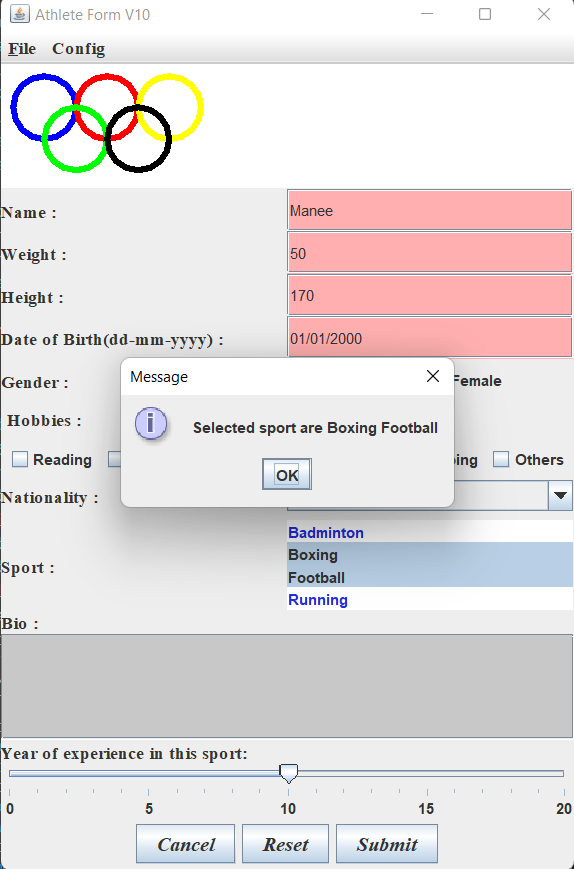 Athlete Form V10
File Config
Name : Manee
Weight : 50
Height : 170
Date of Birth(dd-mm-yyyy) : 01/01/2000
Message
Gender : Female
Hobbies :
Selected sport are Boxing Football
Reading Others
OK
Nationality :
Badminton
Boxing
Sport :
Football
Running
Bio :
Year of experience in this sport:
0 5 10 15 20
Cancel Reset Submit